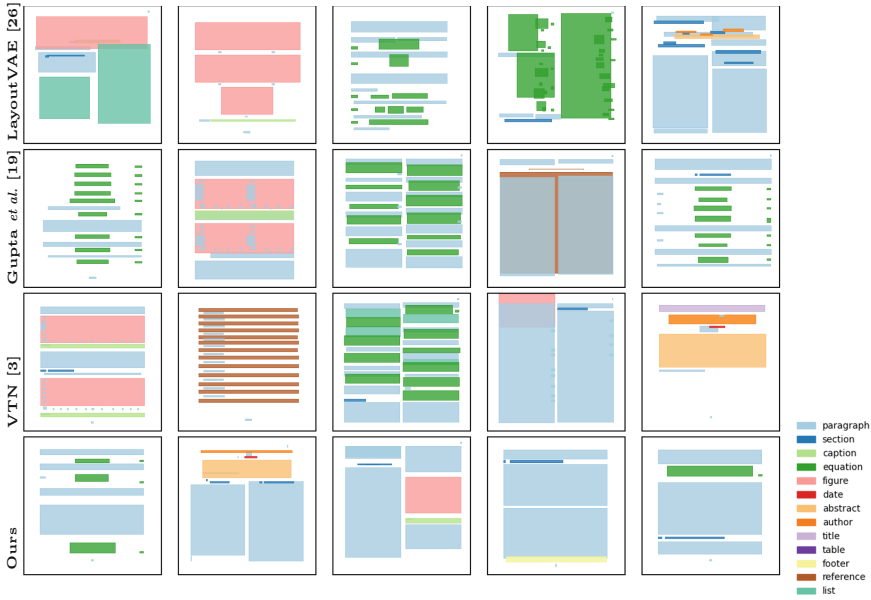 LayoutVAE [26]
Gupta et al. [19]
VTN [3]
Ours
paragraph
section
caption
equation
figure
date
abstract
author
title
table
footer
reference
list